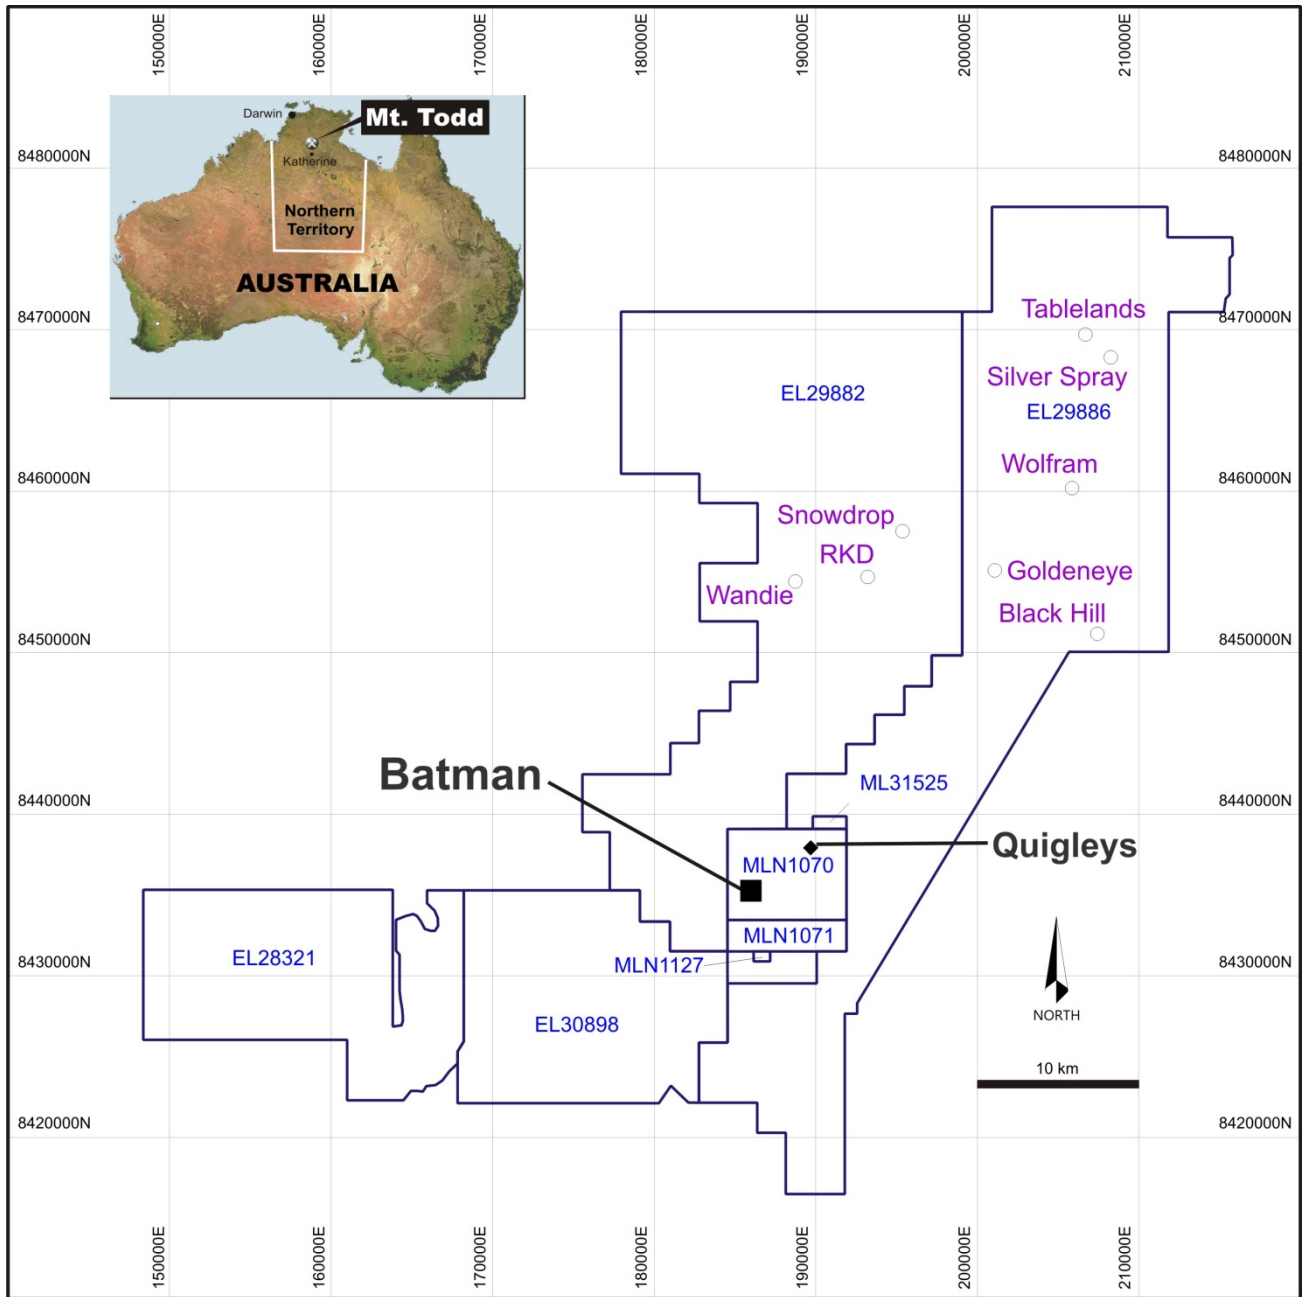 150000E
160000E
170000E
180000E
190000E
200000E
210000E
Darwin
Mt. Todd
Katherine
Northern
Territory
AUSTRALIA
8480000N
8480000N
8470000N
8470000N
Tablelands
Silver Spray
EL29882
EL29886
Wolfram
8460000N
8460000N
Snowdrop
RKD
Wandie
Goldeneye
Black Hill
8450000N
8450000N
Batman
ML31525
8440000N
8440000N
Quigleys
MLN1070
MLN1071
EL28321
MLN1127
8430000N
8430000N
EL30898
NORTH
10 km
8420000N
8420000N
150000E
160000E
170000E
180000E
190000E
200000E
210000E